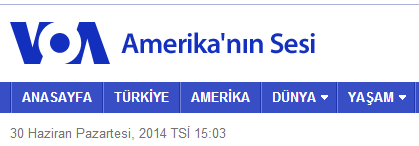 VOA Amerika'nın Sesi
ANASAYFA TÜRKİYE AMERİKA DÜNYA YAŞAM
30 Haziran Pazartesi, 2014 TSİ 15:03